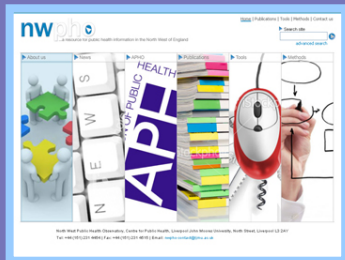 Home | Publications | Tools | Methods | Contact us
nwpho
a resource for public health information in the North West of England
Search site
advanced search
About us
News
APHO
Publications
Tools
Methods
NEWS
OF PUBLIC HEALTH
APH
North West Public Health Observatory, Centre for Public Health, Liverpool John Moores University, North Street, Liverpool L3 2AY